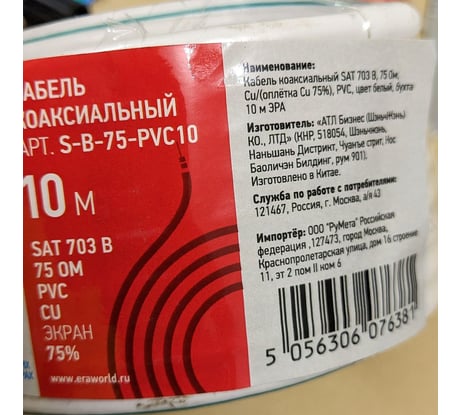 КАБЕЛЬ
КОАКСИАЛЬНЫЙ
АРТ. S-B-75-PVC10
10 М
SAT 703 B
75 ОМ
PVC
CU
ЭКРАН
75%
www.eraworld.ru
Наименование:
Кабель коаксиальный SAT 703 B, 75 Ом,
Cu/(оплётка Cu 75%), PVC, цвет белый, бухта
10 м ЭРА
Изготовитель: «АТЛ Бизнес (ШэньчЖэнь)
КО., ЛТД» (КНР, 518054, Шэньчжэнь,
Наньшань Дистрикт, Чуанъе стрит, Нос
Баоличэн Билдинг, рум 901).
Изготовлено в Китае.
Служба по работе с потребителями:
121467, Россия, г. Москва, а/я 43
Импортёр: ООО "РуМета" Российская
федерация ,127473, город Москва,
Краснопролетарская улица, дом 16 строение
11, эт 2 пом II ком 6
5 056306 076381